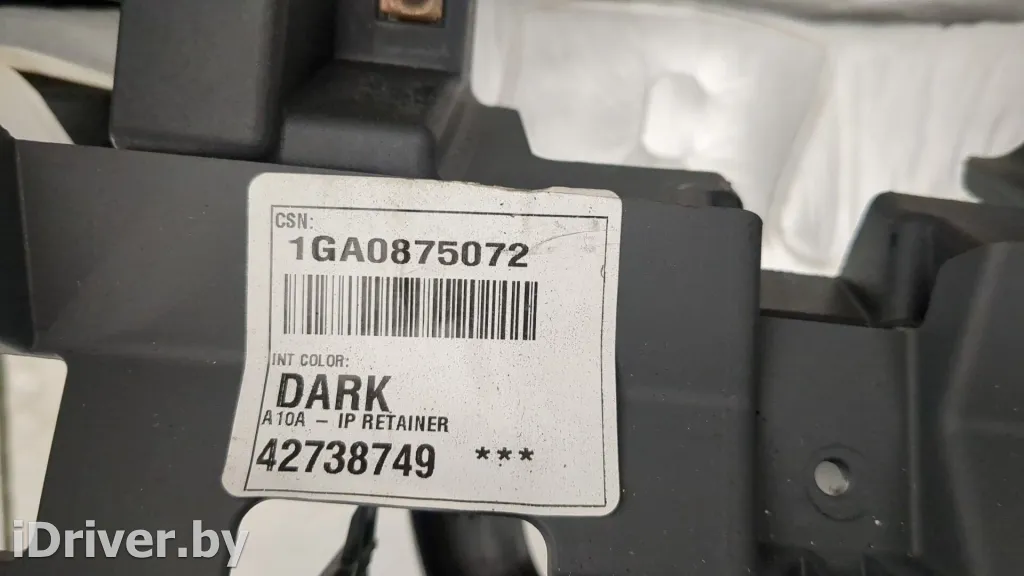 CSN:
1GA0875072
INT COLOR:
DARK
A10A - IP RETAINER
42738749 ***
iDriver.by